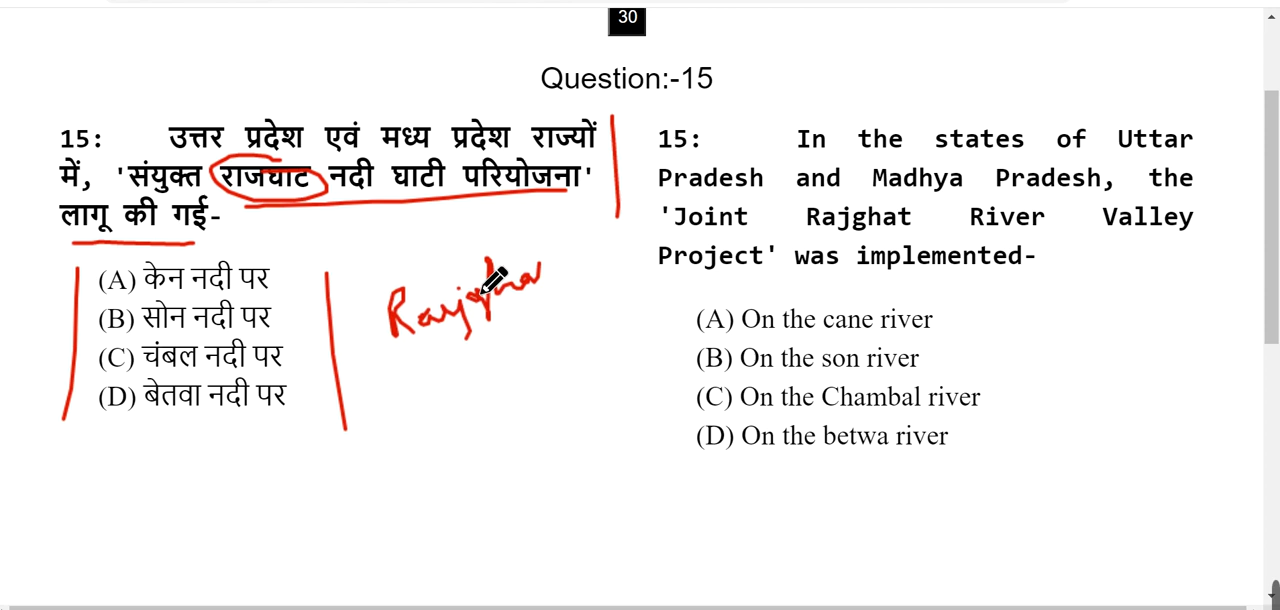 30
Question:-15
15: उत्तर प्रदेश एवं मध्य प्रदेश राज्यों
में, 'संयुक्त राजघाट नदी घाटी परियोजना'
लागू की गई-
(A) केन नदी पर
(B) सोन नदी पर
(C) चंबल नदी पर
(D) बेतवा नदी पर
Rajgha
15: In the states of Uttar
Pradesh and Madhya Pradesh, the
'Joint Rajghat River Valley
Project' was implemented-
(A) On the cane river
(B) On the son river
(C) On the Chambal river
(D) On the betwa river